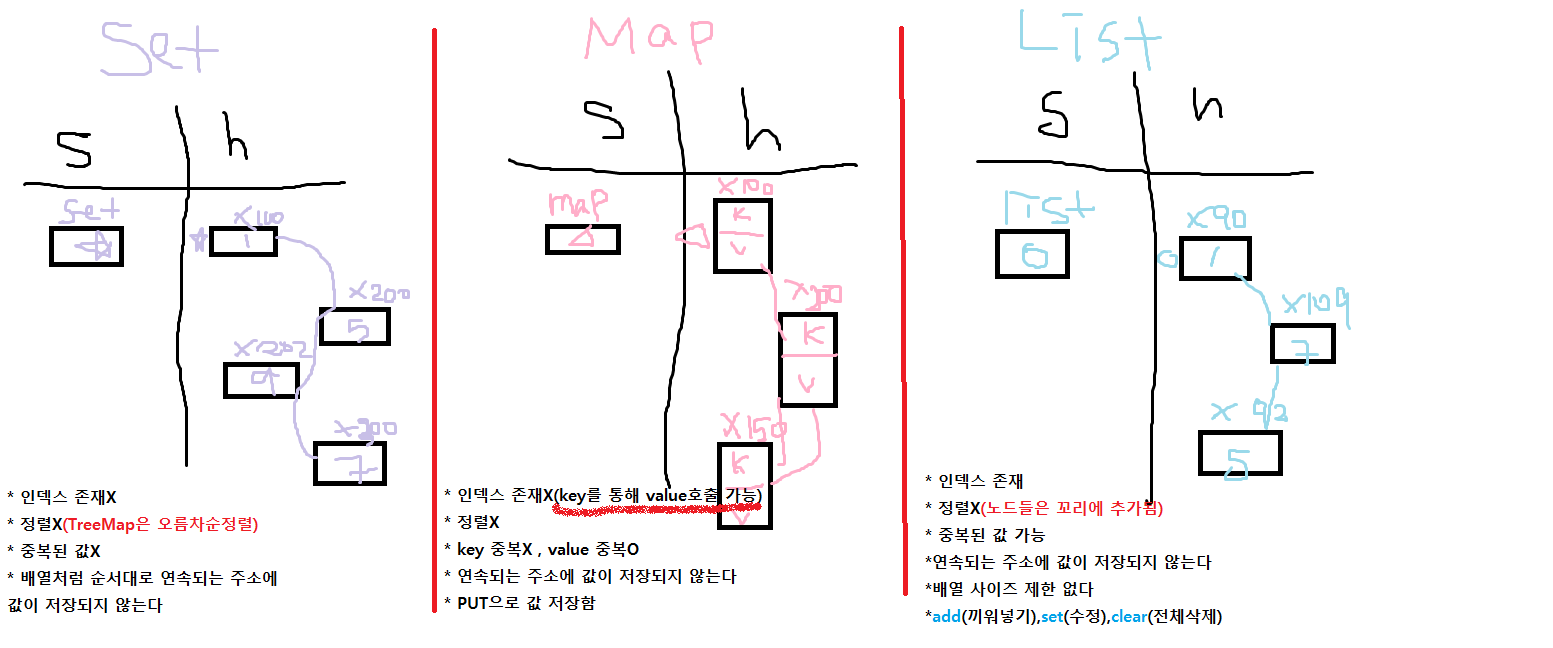 Set
S h
set
x100
1
x200
5
9
x300
7
* 인덱스 존재X
* 정렬X(TreeMap은 오름차순정렬)
* 중복된 값X
* 배열처럼 순서대로 연속되는 주소에
값이 저장되지 않는다
Map
S h
map
x100
K
V
K
V
x150
K
V
* 인덱스 존재X(key를 통해 value호출 가능)
* 정렬X
* key 중복X , value 중복O
* 연속되는 주소에 값이 저장되지 않는다
* PUT으로 값 저장함
List
S h
list
x90
1
x109
7
x92
5
* 인덱스 존재
* 정렬X(노드들은 꼬리에 추가됨)
* 중복된 값 가능
*연속되는 주소에 값이 저장되지 않는다
*배열 사이즈 제한 없다
*add(끼워넣기),set(수정),clear(전체삭제)